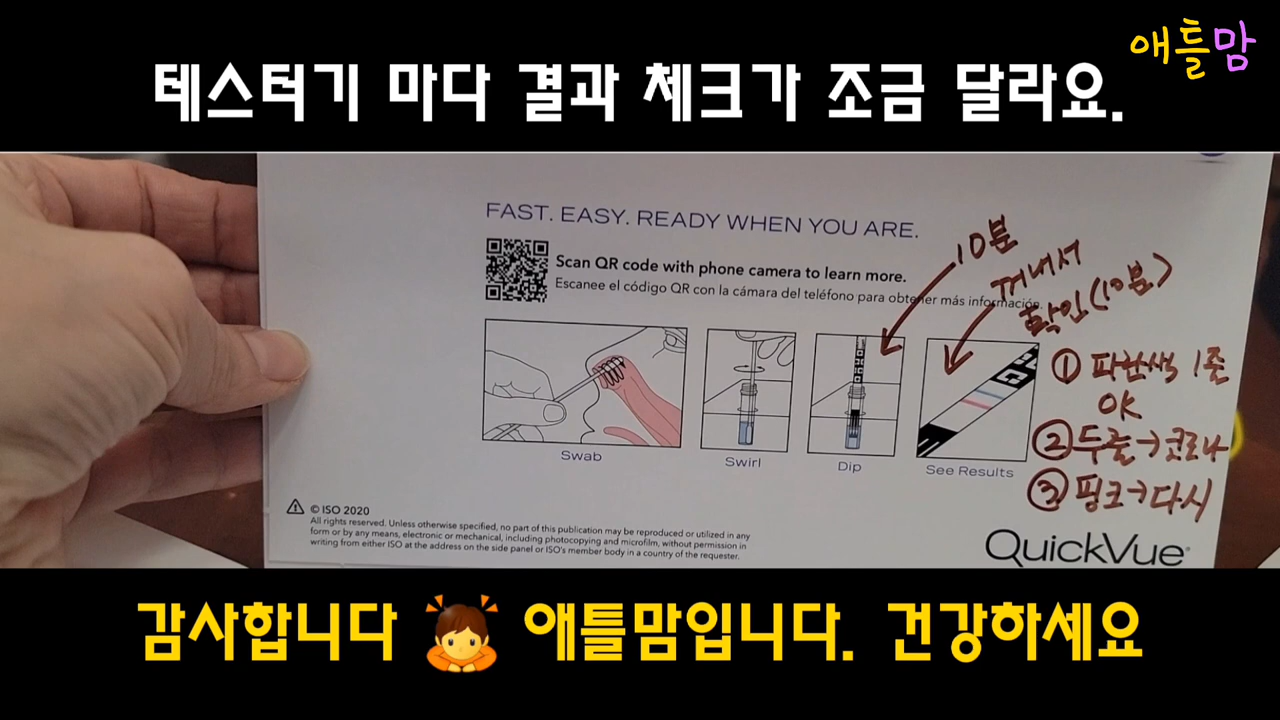 애틀맘
테스터기 마다 결과 체크가 조금 달라요.
FAST. EASY. READY WHEN YOU ARE.
Scan QR code with phone camera to learn more.
Escanee el código QR con la cámara del teléfono para obtener más información.
10분
꺼내서
확인(10분)
Swab
Swirl
Dip
See Results
① 파란색 1줄
OK
② 두줄→코로나
③ 핑크→다시
© ISO 2020
All rights reserved. Unless otherwise specified, no part of this publication may be reproduced or utilized in any
form or by any means, electronic or mechanical, including photocopying and microfilm, without permission in
writing from either ISO at the address on the side panel or ISO's member body in a country of the requester.
QuickVue®
감사합니다 애틀맘입니다. 건강하세요